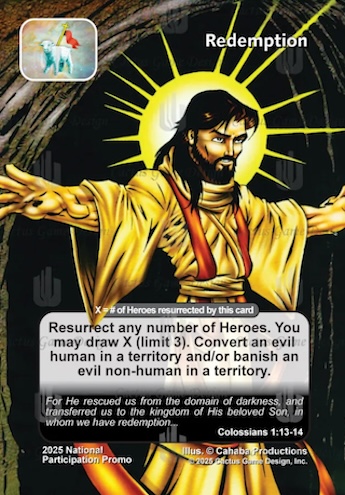 Redemption
X = # of Heroes resurrected by this card
Resurrect any number of Heroes. You
may draw X (limit 3). Convert an evil
human in a territory and/or banish an
evil non-human in a territory.
For He rescued us from the domain of darkness, and
transferred us to the kingdom of His beloved Son, in
whom we have redemption...
Colossians 1:13-14
2025 National
Participation Promo
Illus. © Cahaba Productions
© 2025 Cactus Game Design, Inc.